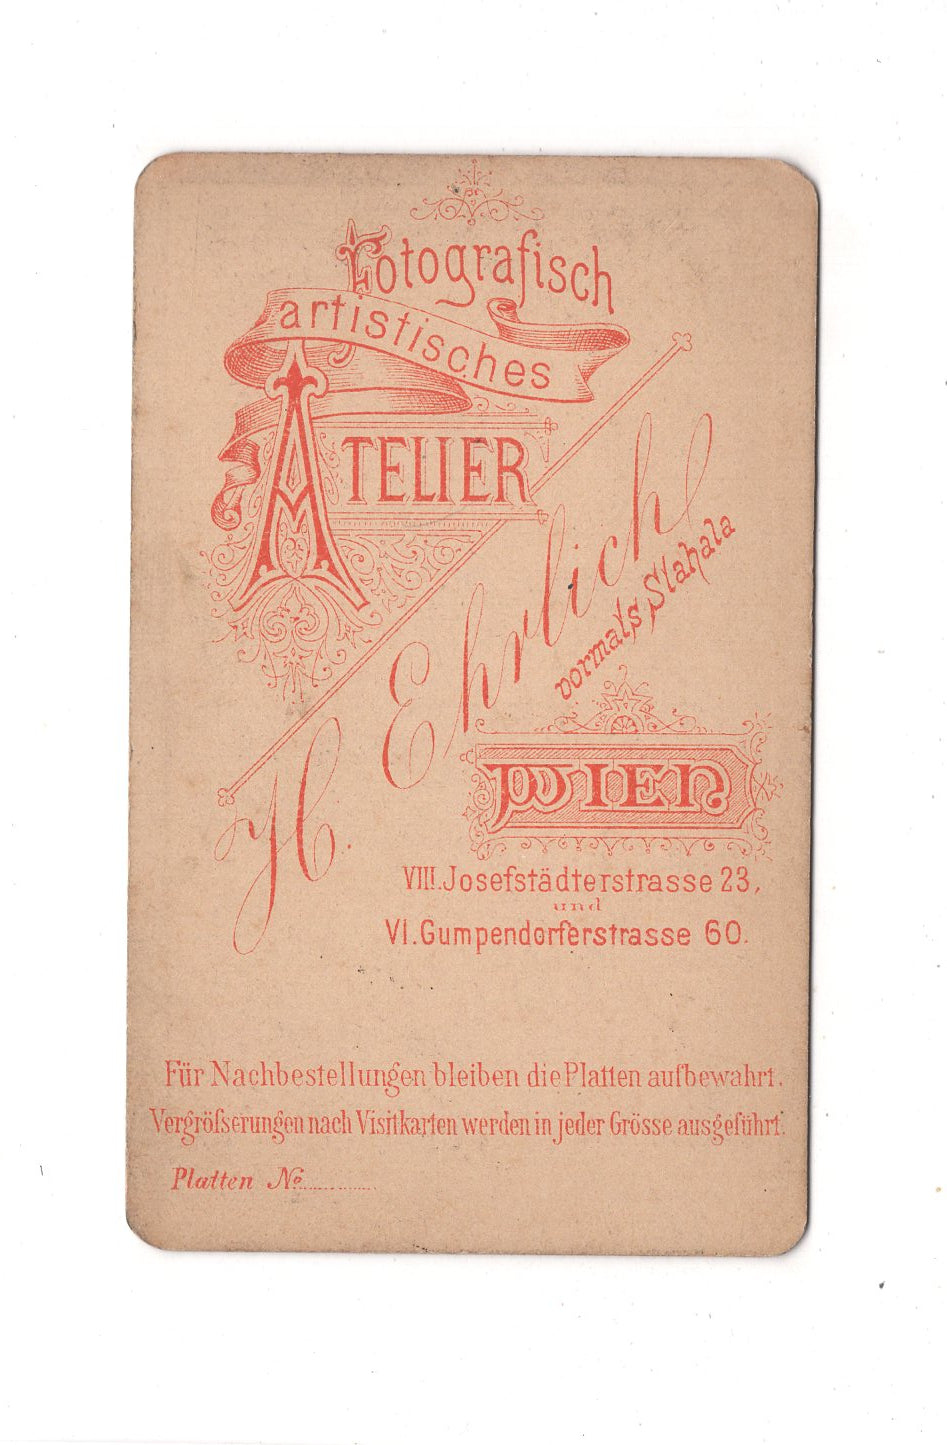 Fotografisch
artistisches
ATELIER
H. Ehrlich
vormals Slahala
WIEN
VIII. Josefstädterstrasse 23,
und
VI. Gumpendorferstrasse 60.
Für Nachbestellungen bleiben die Platten aufbewahrt.
Vergröfserungen nach Visitkarten werden in jeder Grösse ausgeführt.
Platten No